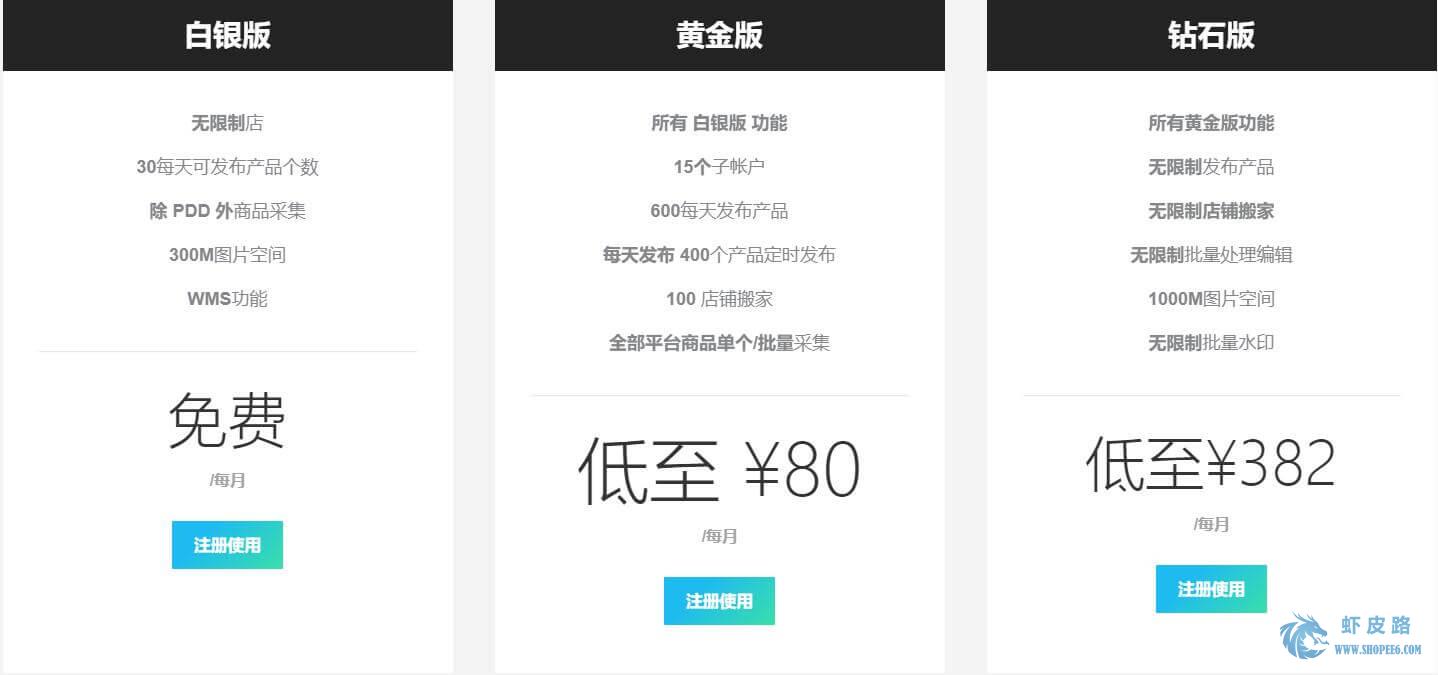 白银版
无限制店
30每天可发布产品个数
除 PDD 外商品采集
300M图片空间
WMS功能
免费
/每月
注册使用
黄金版
所有 白银版 功能
15个子帐户
600每天发布产品
每天发布 400个产品定时发布
100 店铺搬家
全部平台商品单个/批量采集
低至 ¥80
/每月
注册使用
钻石版
所有黄金版功能
无限制发布产品
无限制店铺搬家
无限制批量处理编辑
1000M图片空间
无限制批量水印
低至¥382
/每月
注册使用
虾皮路
WWW.SHOPEE6.COM